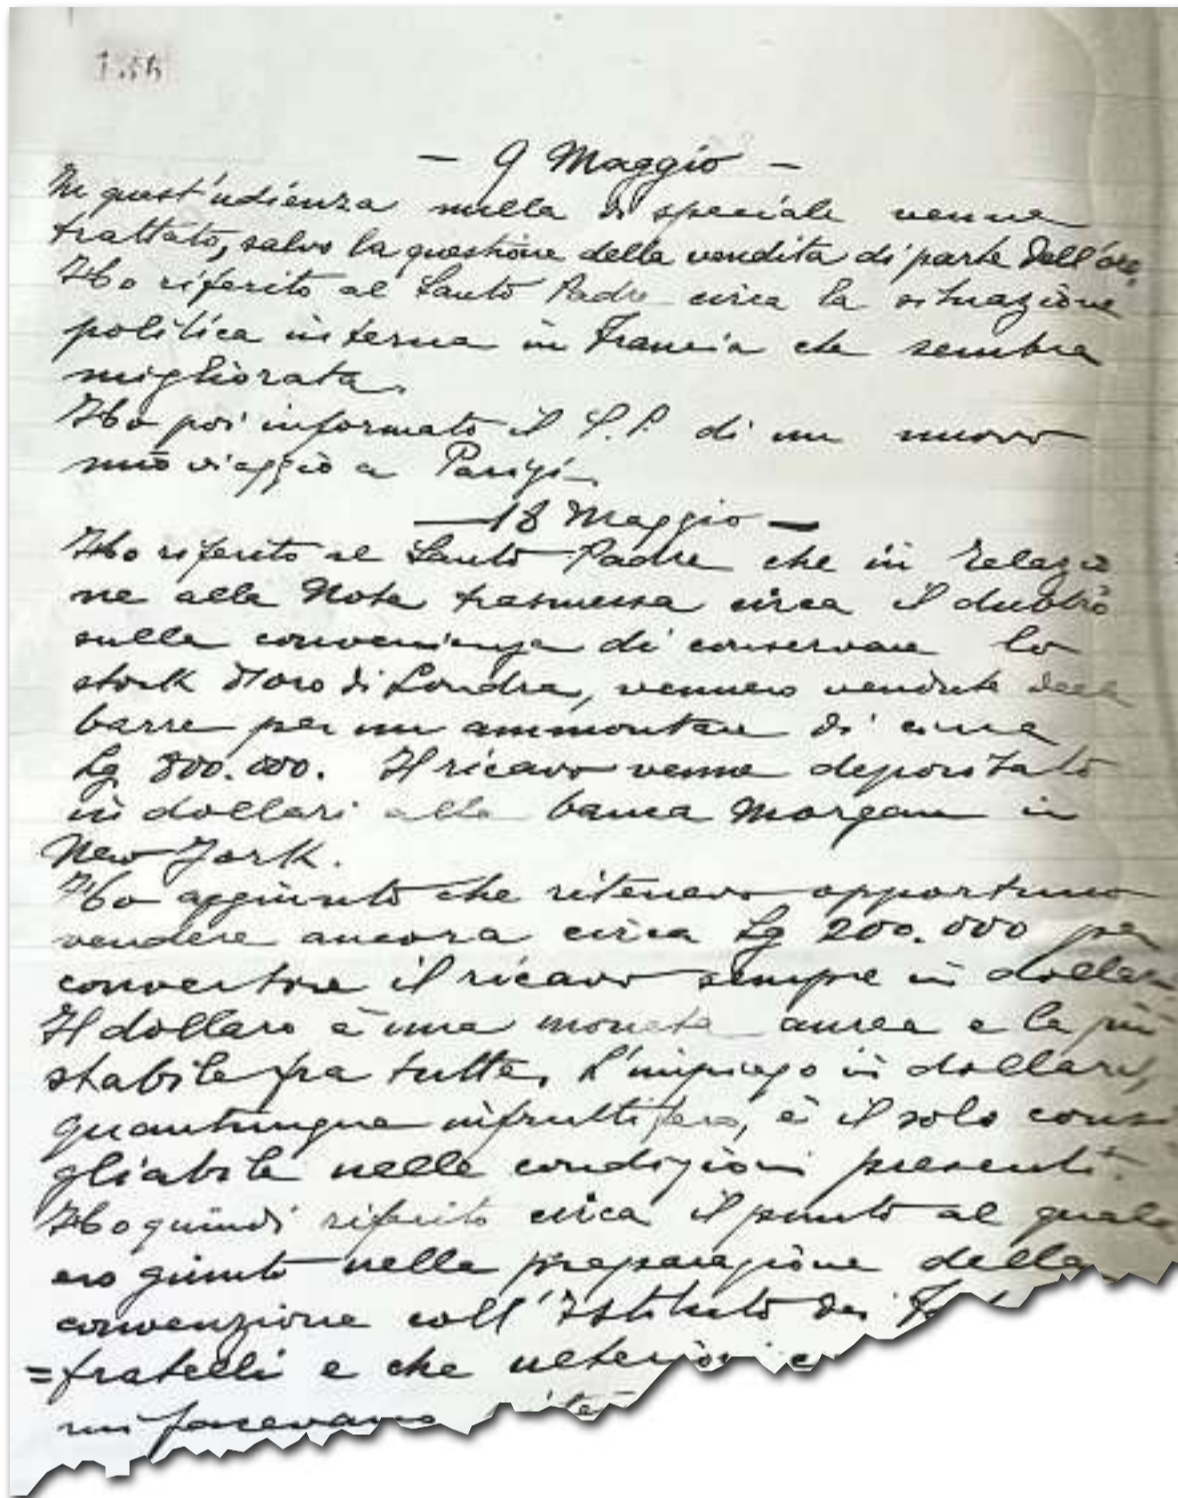 — 9 Maggio —
In quest'udienza nulla di speciale venne
trattato, salvo la questione della vendita di parte dell'oro.
Ho riferito al Santo Padre circa la situazione
politica interna in Francia che sembra
migliorata.
Ho poi informato il S.P. di un nuovo
mio viaggio a Parigi.
— 18 Maggio —
Ho riferito al Santo Padre che in relazio
ne alla Nota trasmessa circa il dubbio
sulla convenienza di conservare lo
stock d'oro di Londra, vennero vendute delle
barre per un ammontare di circa
Lg 800.000. Il ricavo venne depositato
in dollari alla banca Morgan in
New York.
Ho aggiunto che ritenevo opportuno
vendere ancora circa Lg 200.000 per
convertire il ricavo sempre in dollari
Il dollaro è una moneta aurea e la più
stabile fra tutte. L'impiego in dollari,
quantunque infruttifero, è il solo consi
gliabile nelle condizioni presenti.
Ho quindi riferito circa il punto al quale
ero giunto nella preparazione della
convenzione coll'Istituto dei
=fratelli e che ulteriori
mi facevano